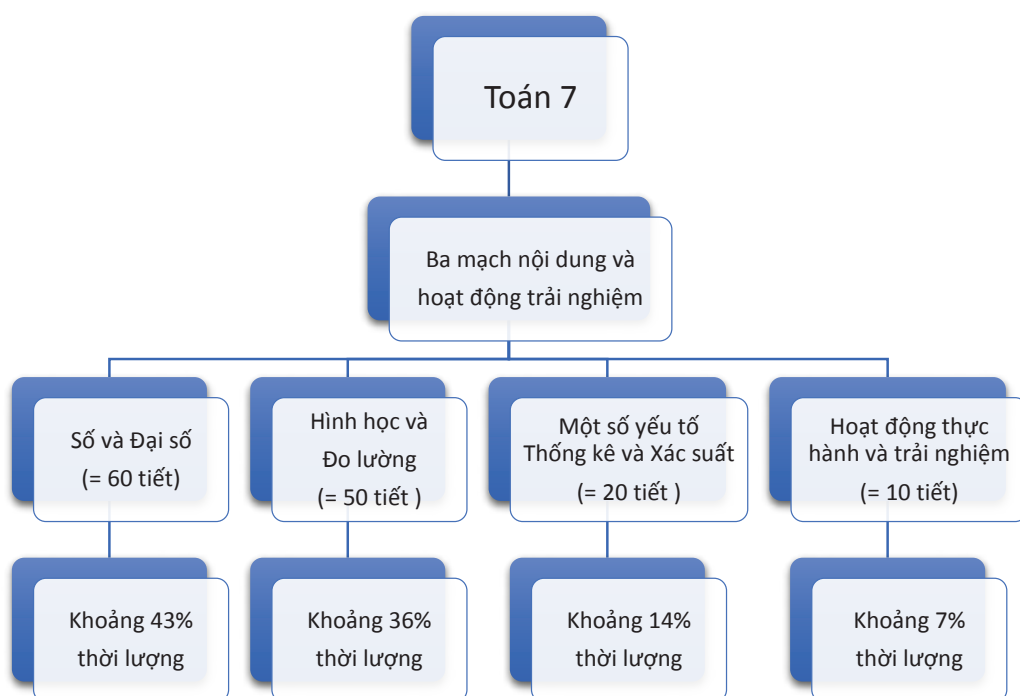 Toán 7
Ba mạch nội dung và
hoạt động trải nghiệm
Số và Đại số
(= 60 tiết)
Hình học và
Đo lường
(= 50 tiết )
Một số yếu tố
Thống kê và Xác suất
(= 20 tiết )
Hoạt động thực
hành và trải nghiệm
(= 10 tiết)
Khoảng 43%
thời lượng
Khoảng 36%
thời lượng
Khoảng 14%
thời lượng
Khoảng 7%
thời lượng